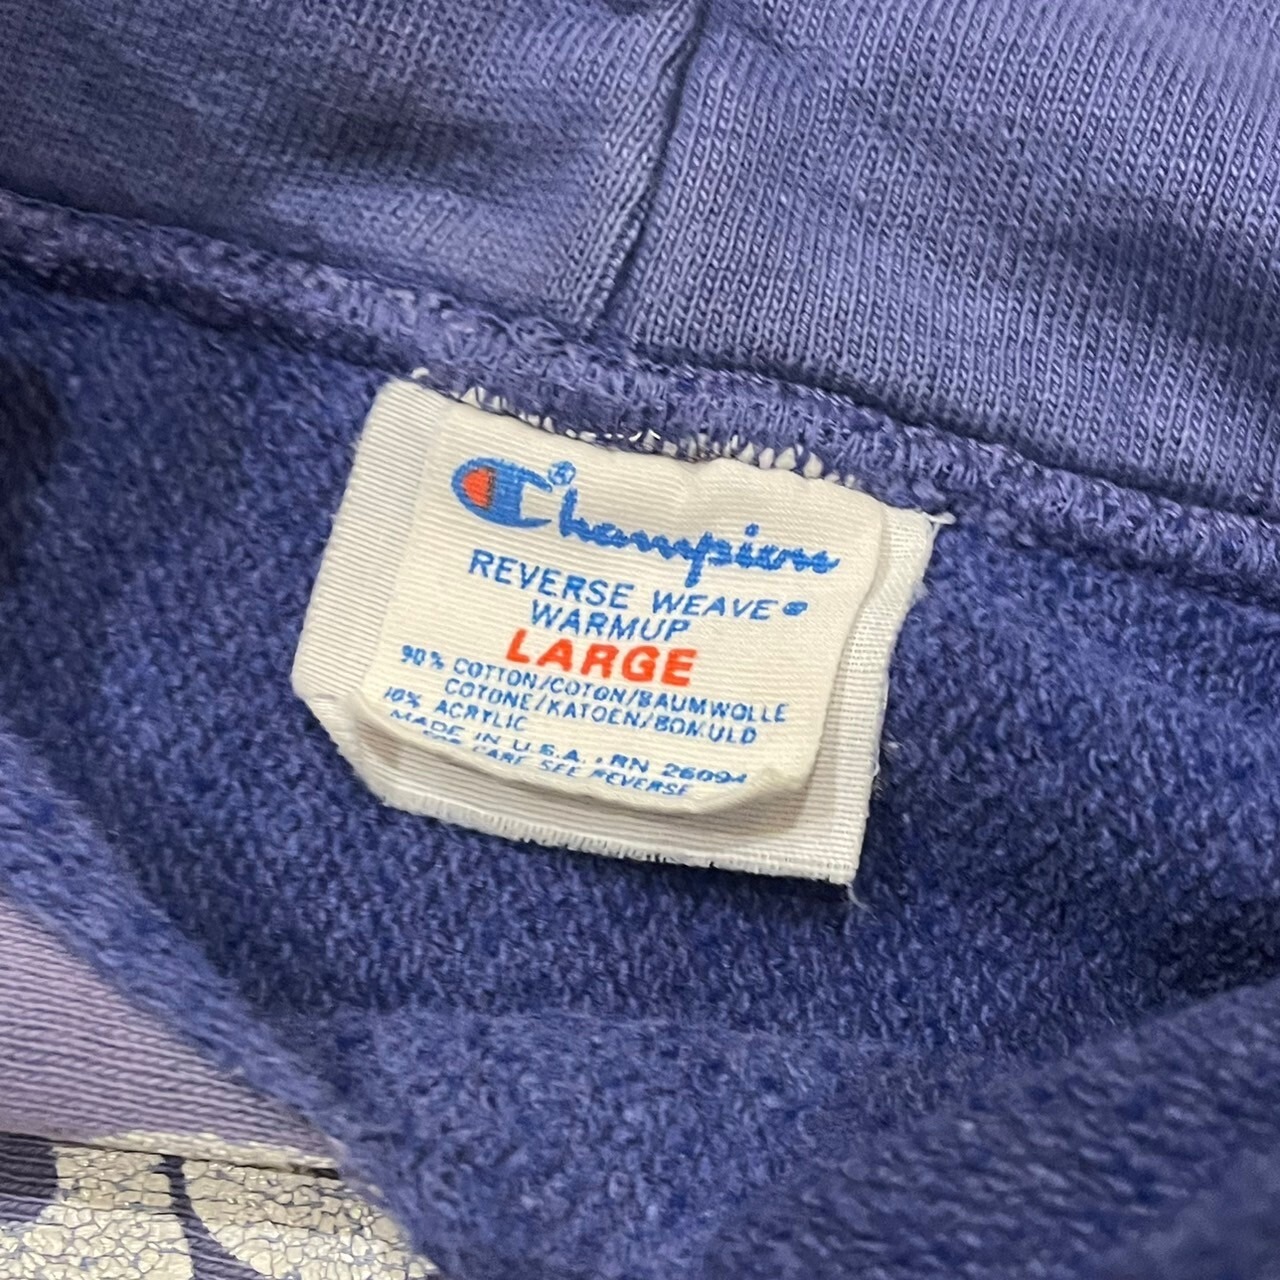 Champion®
REVERSE WEAVE®
WARMUP
LARGE
90% COTTON/COTON/BAUMWOLLE
COTONE/KATOEN/BOMULD
10% ACRYLIC
MADE IN U.S.A. • RN 26094
FOR CARE SEE REVERSE